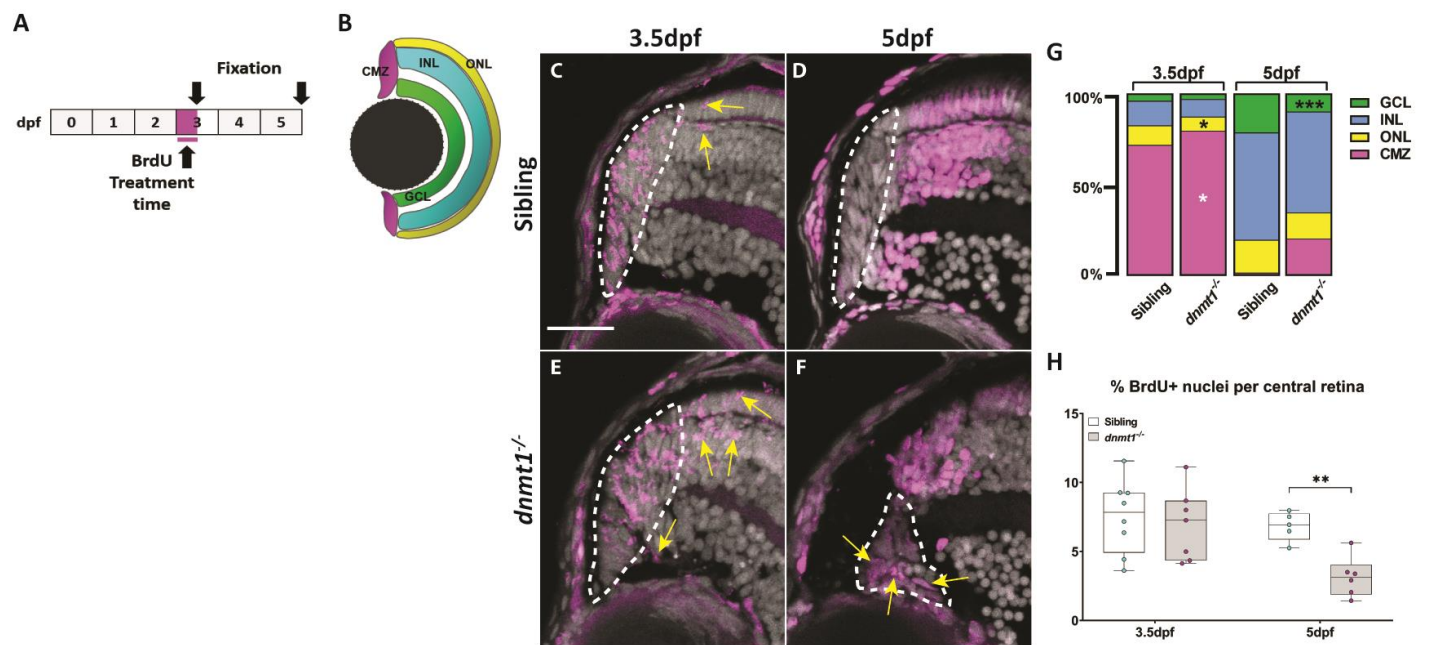 A
Fixation
dpf 0 1 2 3 4 5
BrdU
Treatment
time
B
CMZ
INL
ONL
GCL
3.5dpf 5dpf
Sibling
dnmt1-/-
C
D
E
F
G
3.5dpf 5dpf
100%
50%
0%
*
*
***
GCL
INL
ONL
CMZ
Sibling
dnmt1-/-
Sibling
dnmt1-/-
H
% BrdU+ nuclei per central retina
Sibling
dnmt1-/-
15
10
5
0
**
3.5dpf 5dpf